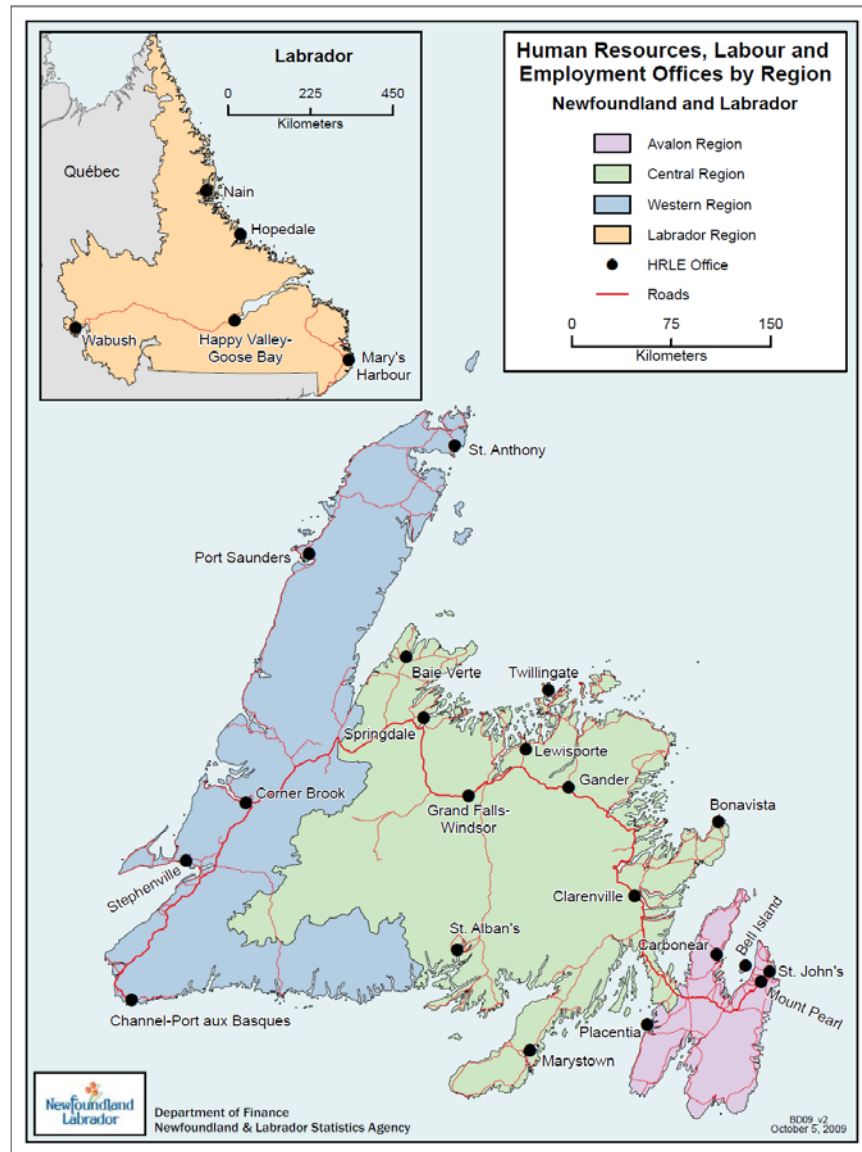 Labrador
0 225 450
Kilometers
Québec
Nain
Hopedale
Wabush
Happy Valley-
Goose Bay
Mary's
Harbour
Human Resources, Labour and
Employment Offices by Region
Newfoundland and Labrador
Avalon Region
Central Region
Western Region
Labrador Region
HRLE Office
Roads
0 75 150
Kilometers
St. Anthony
Port Saunders
Baie Verte
Twillingate
Springdale
Lewisporte
Gander
Corner Brook
Grand Falls-
Windsor
Bonavista
Stephenville
Clarenville
St. Alban's
Carbonear
Bell Island
St. John's
Mount Pearl
Channel-Port aux Basques
Placentia
Marystown
Newfoundland
Labrador
Department of Finance
Newfoundland & Labrador Statistics Agency
BD09_v2
October 5, 2009